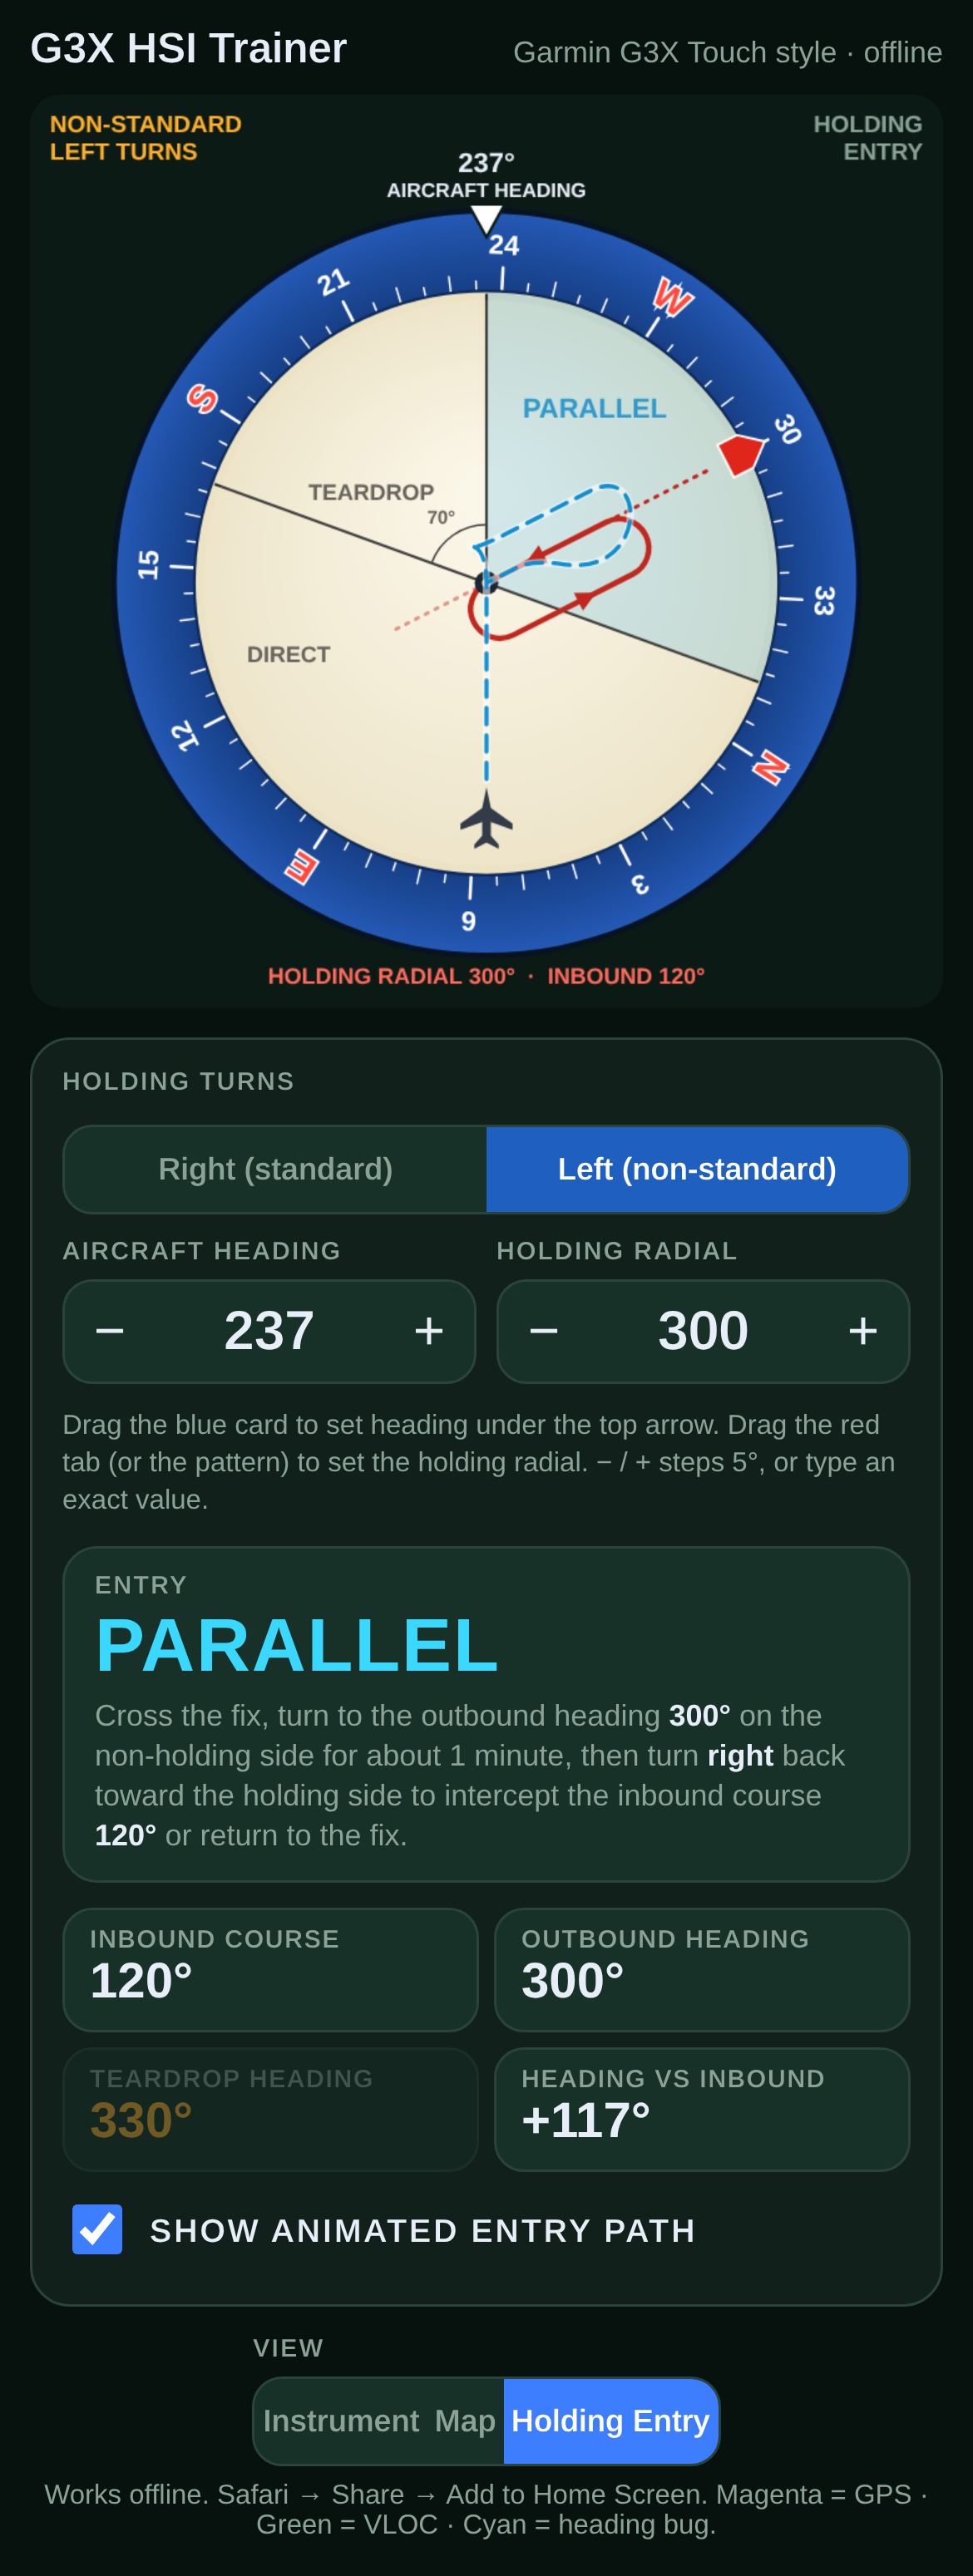 G3X HSI Trainer
Garmin G3X Touch style · offline
NON-STANDARD
LEFT TURNS
HOLDING
ENTRY
237°
AIRCRAFT HEADING
24
21
W
S
30
PARALLEL
TEARDROP
70°
15
33
DIRECT
12
N
E
3
6
HOLDING RADIAL 300° · INBOUND 120°
HOLDING TURNS
Right (standard)
Left (non-standard)
AIRCRAFT HEADING
HOLDING RADIAL
− 237 +
− 300 +
Drag the blue card to set heading under the top arrow. Drag the red
tab (or the pattern) to set the holding radial. − / + steps 5°, or type an
exact value.
ENTRY
PARALLEL
Cross the fix, turn to the outbound heading 300° on the
non-holding side for about 1 minute, then turn right back
toward the holding side to intercept the inbound course
120° or return to the fix.
INBOUND COURSE
120°
OUTBOUND HEADING
300°
TEARDROP HEADING
330°
HEADING VS INBOUND
+117°
SHOW ANIMATED ENTRY PATH
VIEW
Instrument Map Holding Entry
Works offline. Safari → Share → Add to Home Screen. Magenta = GPS ·
Green = VLOC · Cyan = heading bug.